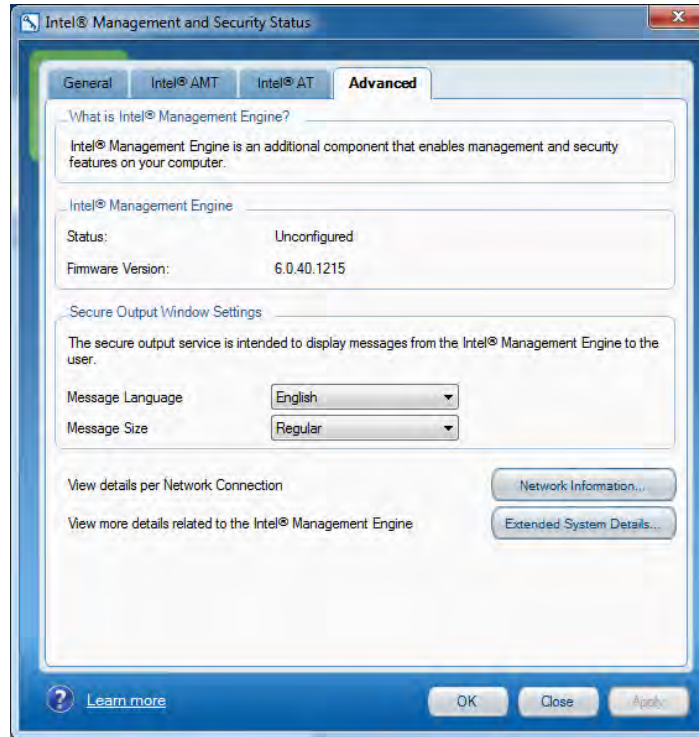 Intel® Management and Security Status
General Intel® AMT Intel® AT Advanced
What is Intel® Management Engine?
Intel® Management Engine is an additional component that enables management and security
features on your computer.
Intel® Management Engine
Status: Unconfigured
Firmware Version: 6.0.40.1215
Secure Output Window Settings
The secure output service is intended to display messages from the Intel® Management Engine to the
user.
Message Language English
Message Size Regular
View details per Network Connection Network Information...
View more details related to the Intel® Management Engine Extended System Details...
? Learn more OK Close Apply